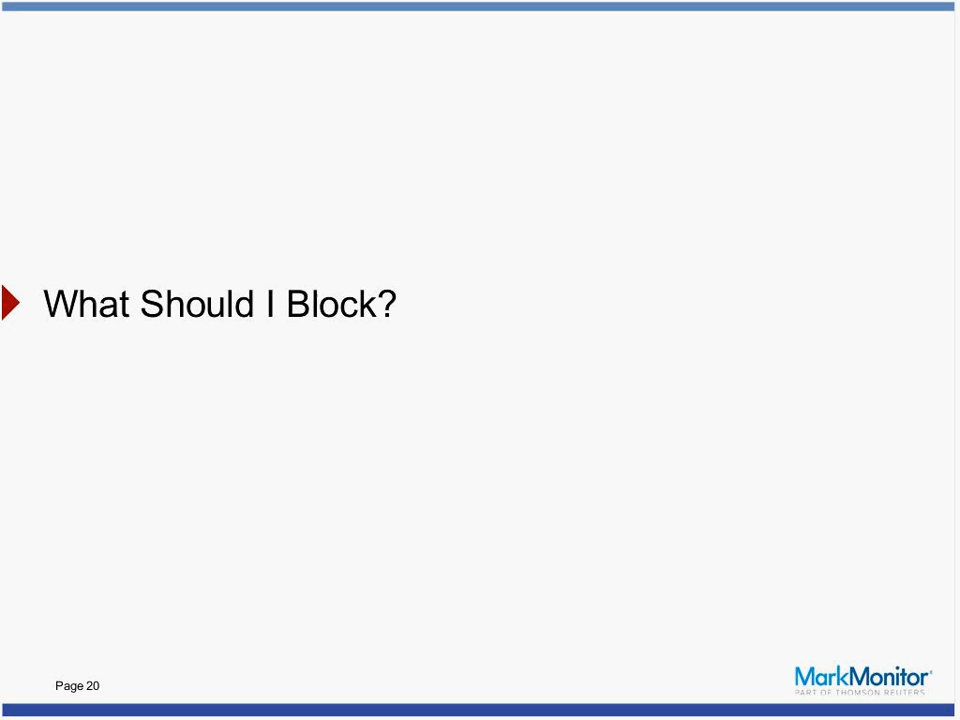 What Should I Block?
Page 20
MarkMonitor®
PART OF THOMSON REUTERS